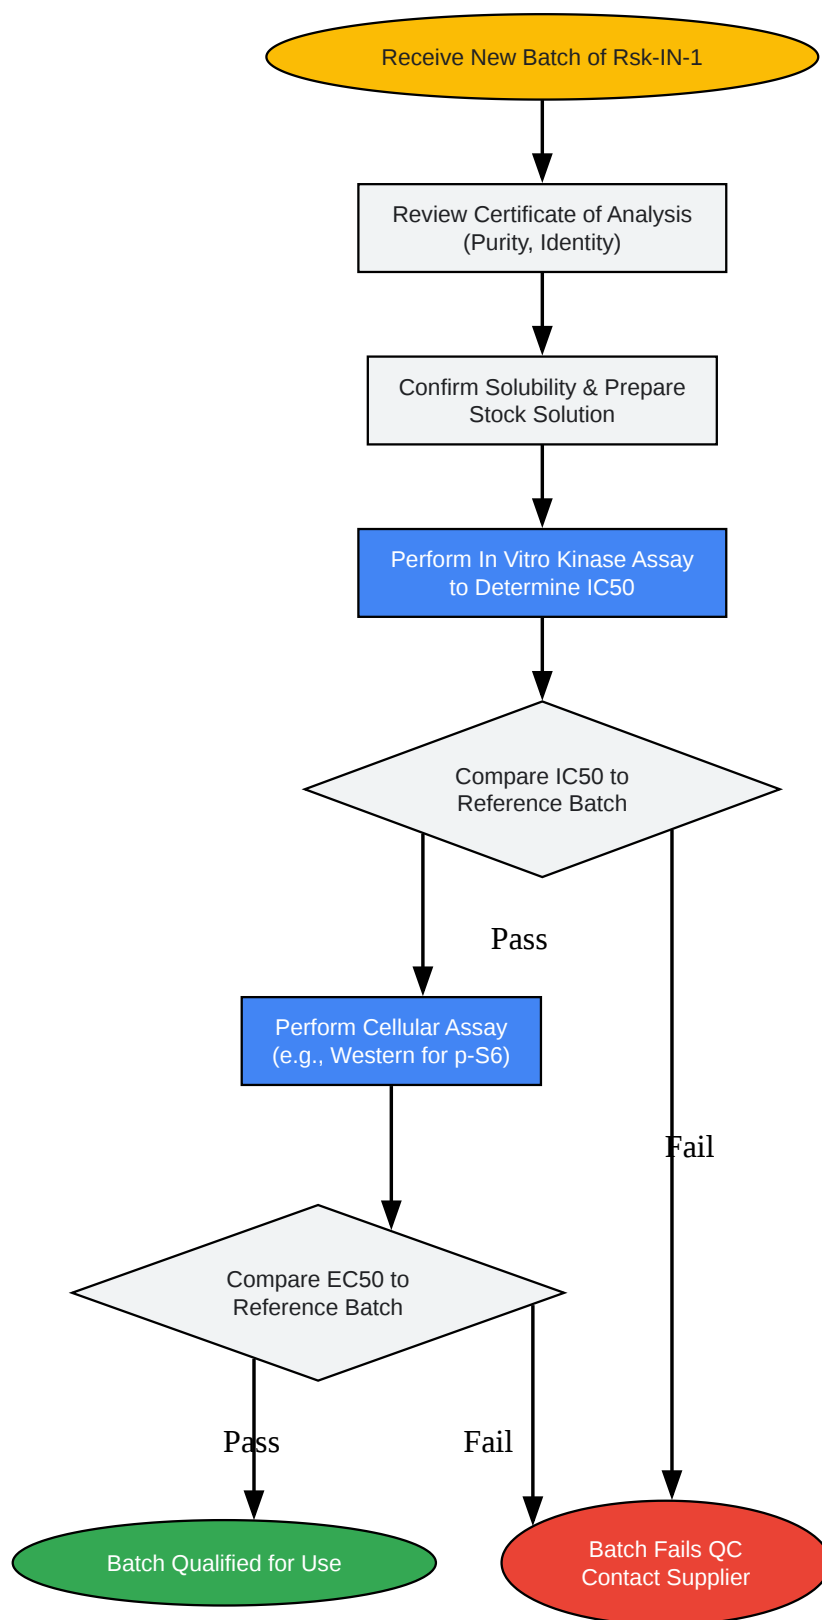 Receive New Batch of Rsk-IN-1
Review Certificate of Analysis
(Purity, Identity)
Confirm Solubility & Prepare
Stock Solution
Perform In Vitro Kinase Assay
to Determine IC50
Compare IC50 to
Reference Batch
Pass
Perform Cellular Assay
(e.g., Western for p-S6)
Fail
Compare EC50 to
Reference Batch
Pass
Fail
Batch Qualified for Use
Batch Fails QC
Contact Supplier